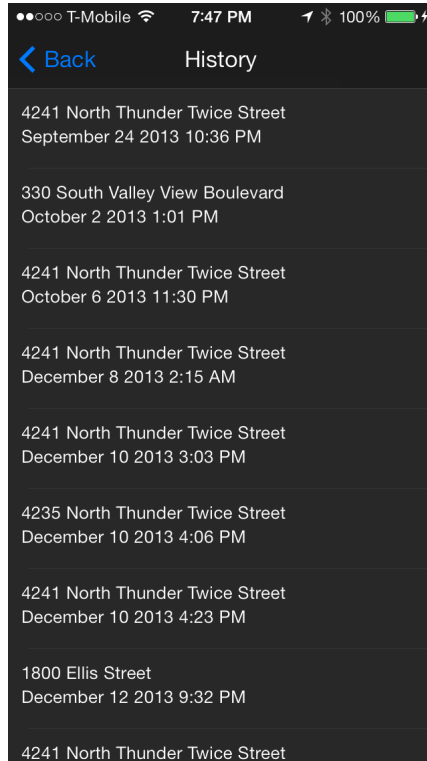 T-Mobile 7:47 PM 100%
Back History
4241 North Thunder Twice Street
September 24 2013 10:36 PM
330 South Valley View Boulevard
October 2 2013 1:01 PM
4241 North Thunder Twice Street
October 6 2013 11:30 PM
4241 North Thunder Twice Street
December 8 2013 2:15 AM
4241 North Thunder Twice Street
December 10 2013 3:03 PM
4235 North Thunder Twice Street
December 10 2013 4:06 PM
4241 North Thunder Twice Street
December 10 2013 4:23 PM
1800 Ellis Street
December 12 2013 9:32 PM
4241 North Thunder Twice Street